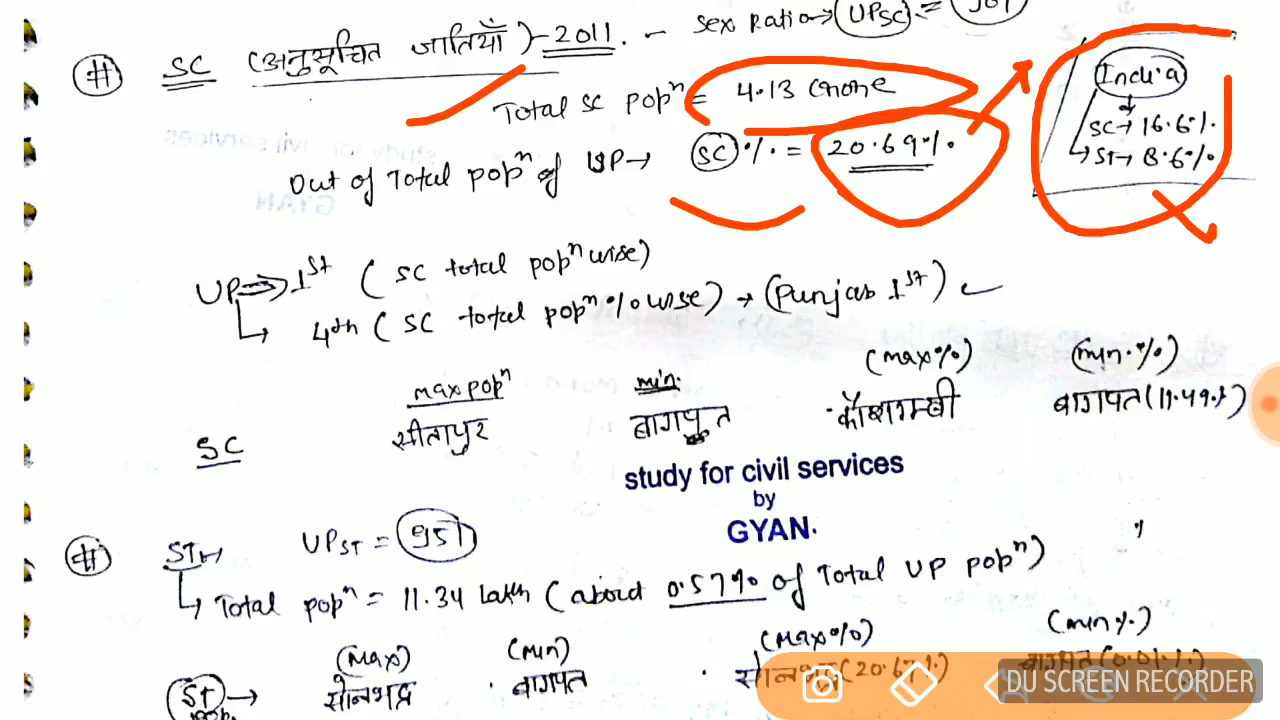 # SC (अनुसूचित जातियाँ) - 2011. - Sex Ratio → UPSC =
Total SC popⁿ = 4.13 crore
India
SC → 16.6%
ST → 8.6%
Out of Total popⁿ of UP → SC % = 20.69%
UP ⇒ 1st ( SC total popⁿ wise)
4th ( SC total popⁿ % wise) → (Punjab 1st) ✓
max popⁿ min. (max %) (min. %)
SC सीतापुर बागपत कौशाम्बी बागपत
study for civil services
by
GYAN.
# ST → UPST = 951
Total popⁿ = 11.34 lakh (about 0.57% of Total UP popⁿ)
(Max) (Min) (Max %) (min %)
ST → सोनभद्र बागपत सोनभद्र बागपत
DU SCREEN RECORDER